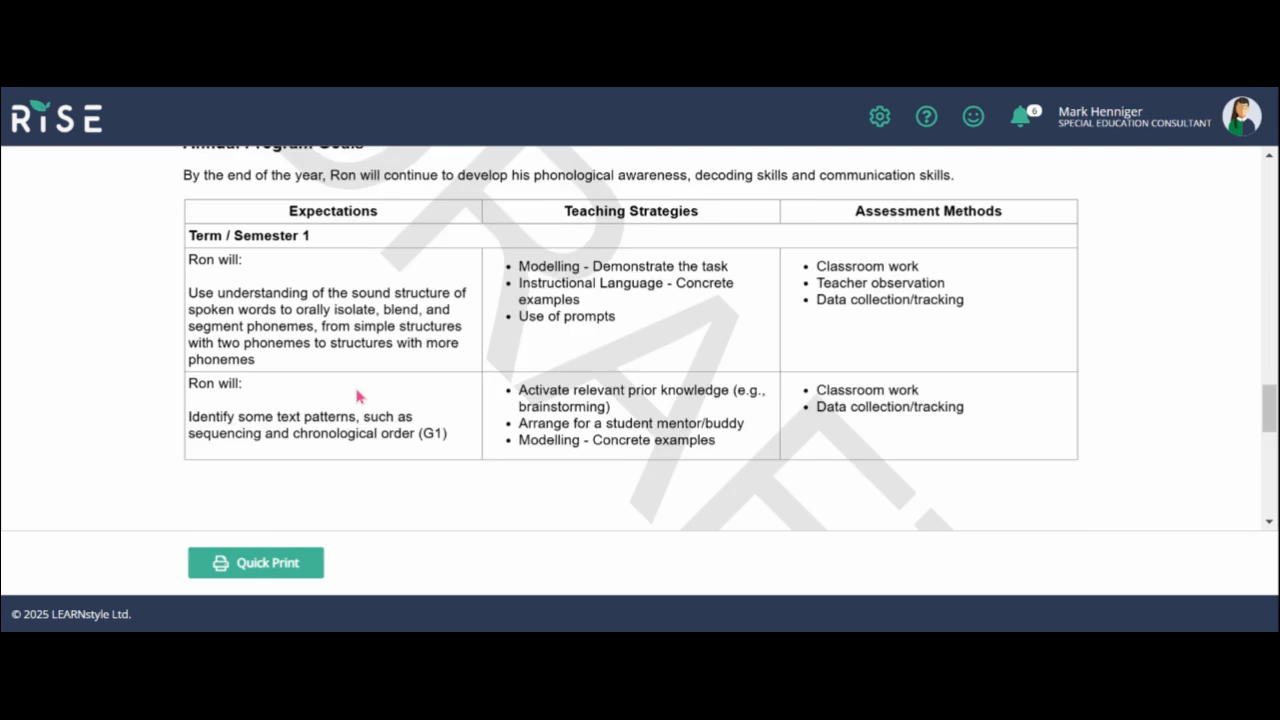 RISE
6
Mark Henniger
SPECIAL EDUCATION CONSULTANT
Annual Program Goals
By the end of the year, Ron will continue to develop his phonological awareness, decoding skills and communication skills.
Expectations
Teaching Strategies
Assessment Methods
Term / Semester 1
Ron will:
Use understanding of the sound structure of
spoken words to orally isolate, blend, and
segment phonemes, from simple structures
with two phonemes to structures with more
phonemes
• Modelling - Demonstrate the task
• Instructional Language - Concrete
examples
• Use of prompts
• Classroom work
• Teacher observation
• Data collection/tracking
Ron will:
Identify some text patterns, such as
sequencing and chronological order (G1)
• Activate relevant prior knowledge (e.g.,
brainstorming)
• Arrange for a student mentor/buddy
• Modelling - Concrete examples
• Classroom work
• Data collection/tracking
DRAFT
Quick Print
© 2025 LEARNstyle Ltd.